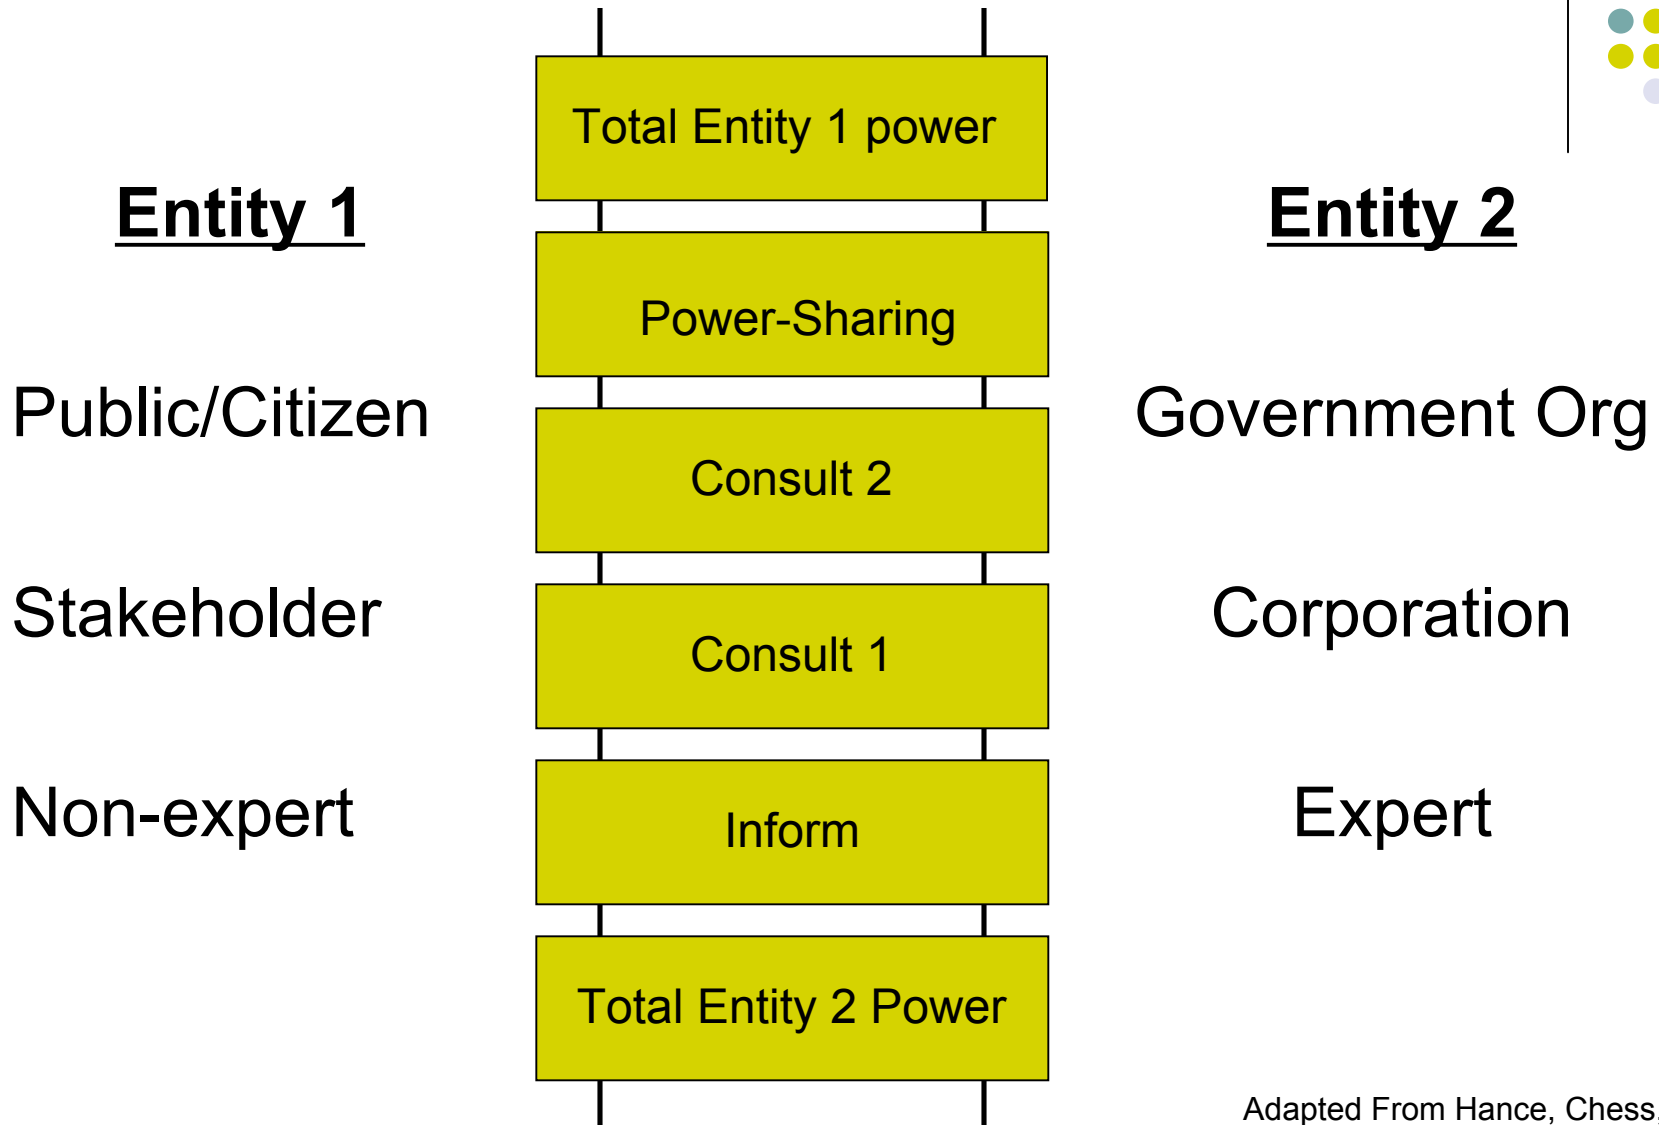 Entity 1
Public/Citizen
Stakeholder
Non-expert
Total Entity 1 power
Power-Sharing
Consult 2
Consult 1
Inform
Total Entity 2 Power
Entity 2
Government Org
Corporation
Expert
Adapted From Hance, Chess,